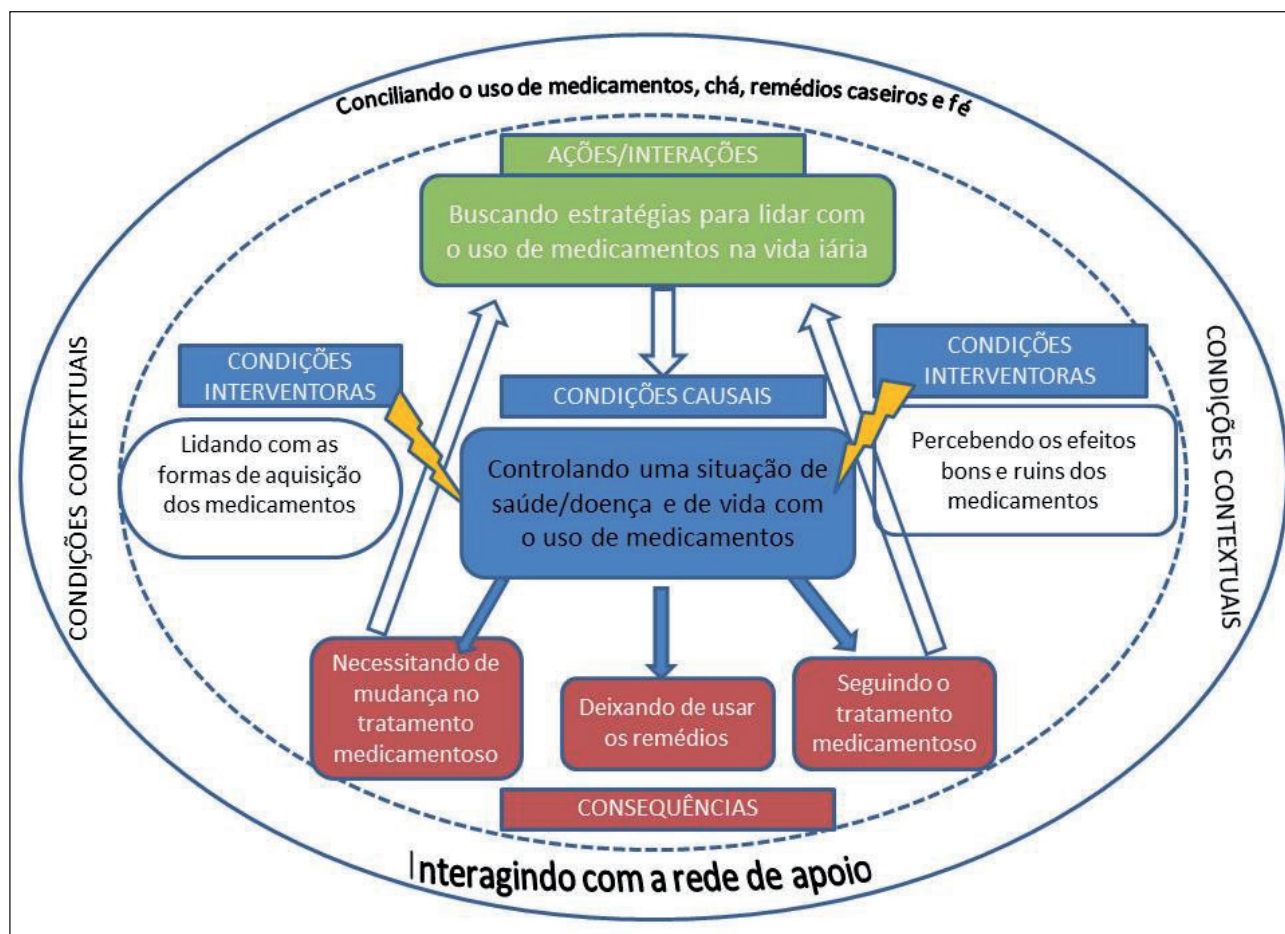 Conciliando o uso de medicamentos, chá, remédios caseiros e fé
AÇÕES/INTERAÇÕES
Buscando estratégias para lidar com
o uso de medicamentos na vida iária
CONDIÇÕES CONTEXTUAIS
CONDIÇÕES
INTERVENTORAS
Lidando com as
formas de aquisição
dos medicamentos
CONDIÇÕES CAUSAIS
Controlando uma situação de
saúde/doença e de vida com
o uso de medicamentos
CONDIÇÕES
INTERVENTORAS
Percebendo os efeitos
bons e ruins dos
medicamentos
CONDIÇÕES CONTEXTUAIS
Necessitando de
mudança no
tratamento
medicamentoso
Deixando de usar
os remédios
Seguindo o
tratamento
medicamentoso
CONSEQUÊNCIAS
Interagindo com a rede de apoio